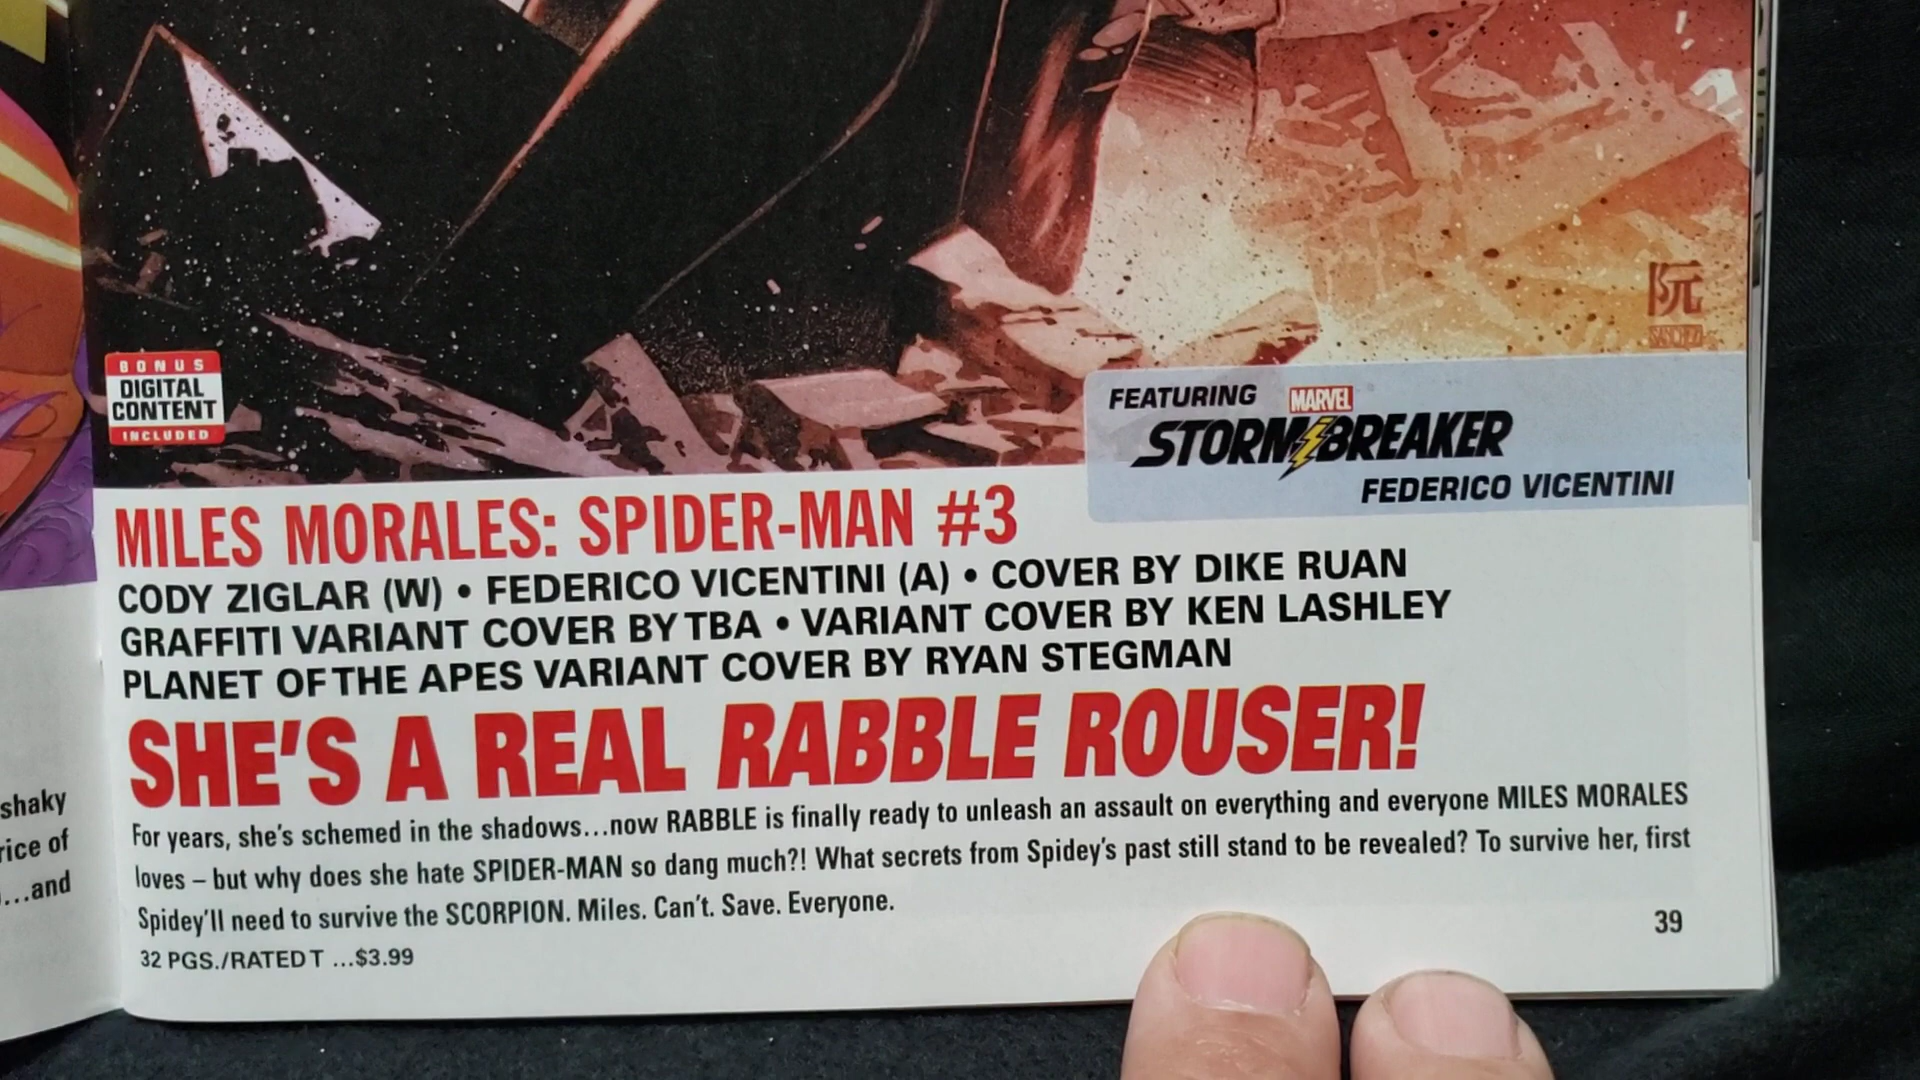 BONUS
DIGITAL
CONTENT
INCLUDED
阮
FEATURING MARVEL
STORMBREAKER
FEDERICO VICENTINI
MILES MORALES: SPIDER-MAN #3
CODY ZIGLAR (W) • FEDERICO VICENTINI (A) • COVER BY DIKE RUAN
GRAFFITI VARIANT COVER BY TBA • VARIANT COVER BY KEN LASHLEY
PLANET OF THE APES VARIANT COVER BY RYAN STEGMAN
SHE'S A REAL RABBLE ROUSER!
For years, she's schemed in the shadows...now RABBLE is finally ready to unleash an assault on everything and everyone MILES MORALES
loves – but why does she hate SPIDER-MAN so dang much?! What secrets from Spidey's past still stand to be revealed? To survive her, first
Spidey'll need to survive the SCORPION. Miles. Can't. Save. Everyone.
32 PGS./RATED T ...$3.99
39
shaky
rice of
...and